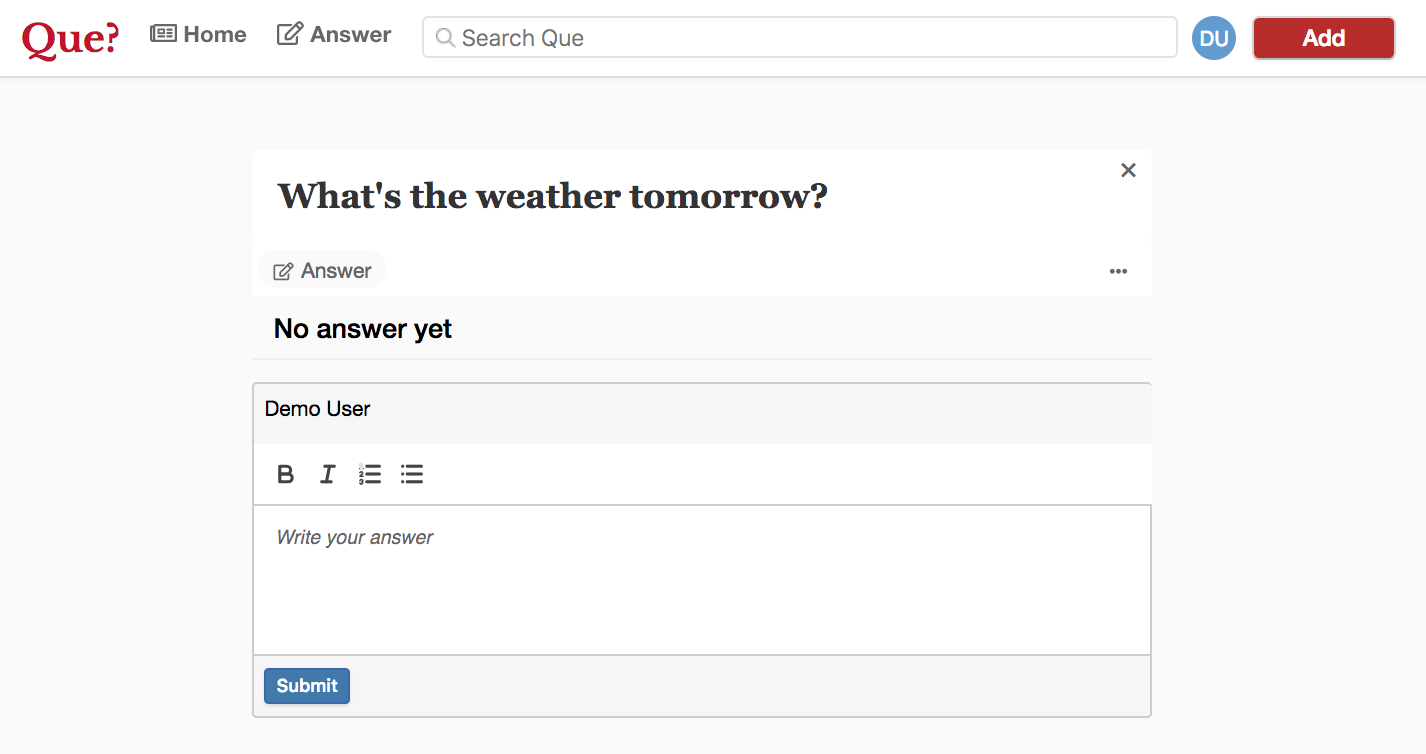 Que?
Home
Answer
Search Que
DU
Add
What's the weather tomorrow?
Answer
No answer yet
Demo User
Write your answer
Submit